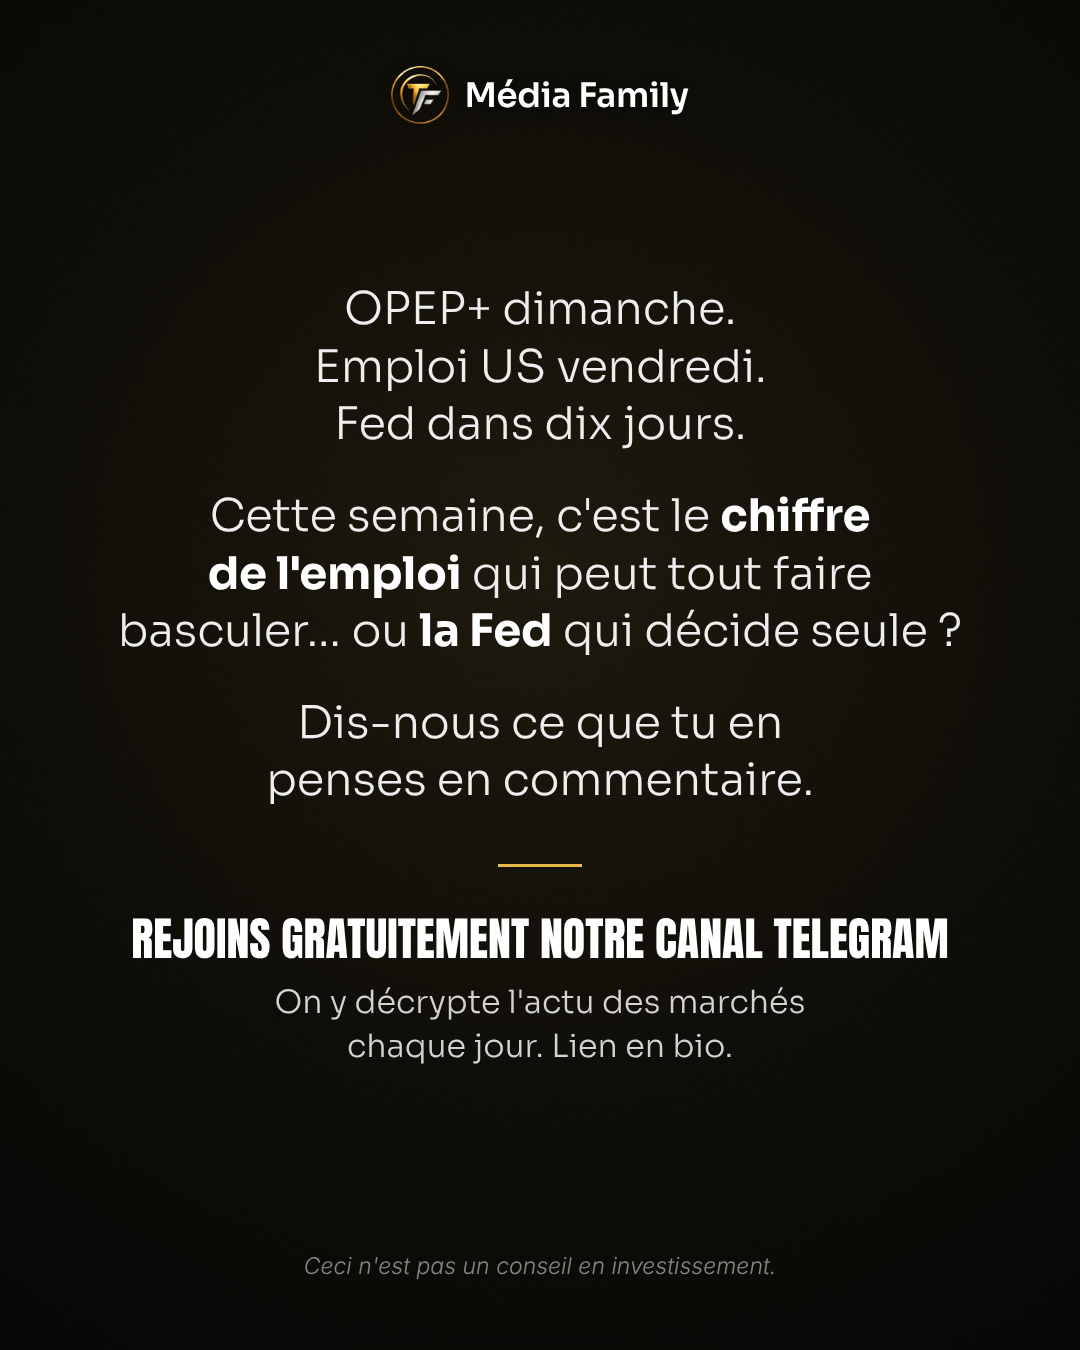 TF Média Family
OPEP+ dimanche.
Emploi US vendredi.
Fed dans dix jours.
Cette semaine, c'est le chiffre
de l'emploi qui peut tout faire
basculer... ou la Fed qui décide seule ?
Dis-nous ce que tu en
penses en commentaire.
REJOINS GRATUITEMENT NOTRE CANAL TELEGRAM
On y décrypte l'actu des marchés
chaque jour. Lien en bio.
Ceci n'est pas un conseil en investissement.